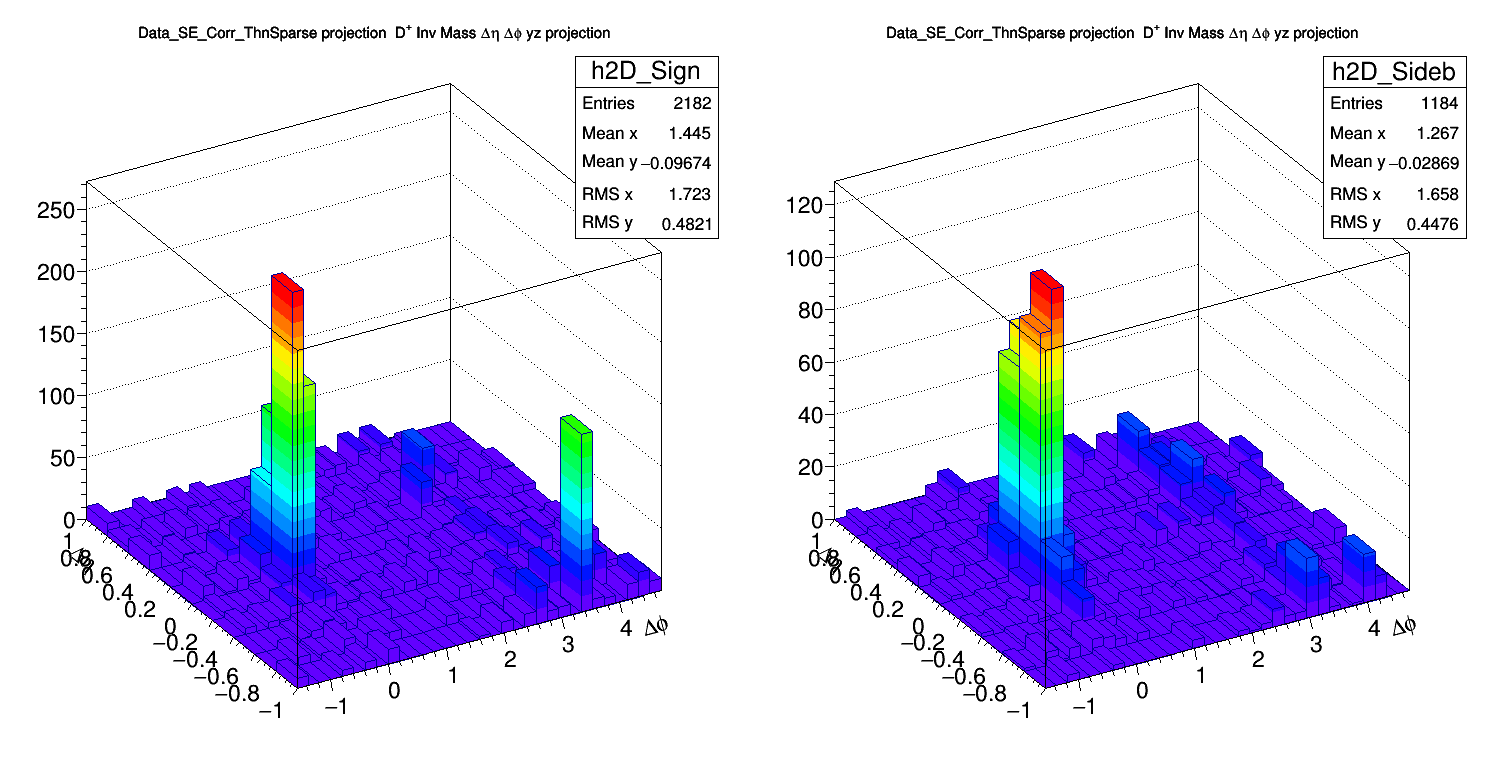 Data_SE_Corr_ThnSparse projection D⁺ Inv Mass Δη Δφ yz projection
h2D_Sign
Entries 2182
Mean x 1.445
Mean y −0.09674
RMS x 1.723
RMS y 0.4821
250
200
150
100
50
0
1
0.8
0.6
0.4
0.2
0
−0.2
−0.4
−0.6
−0.8
−1
−1
0
1
2
3
4
Δφ
Data_SE_Corr_ThnSparse projection D⁺ Inv Mass Δη Δφ yz projection
h2D_Sideb
Entries 1184
Mean x 1.267
Mean y −0.02869
RMS x 1.658
RMS y 0.4476
120
100
80
60
40
20
0
1
0.8
0.6
0.4
0.2
0
−0.2
−0.4
−0.6
−0.8
−1
−1
0
1
2
3
4
Δφ